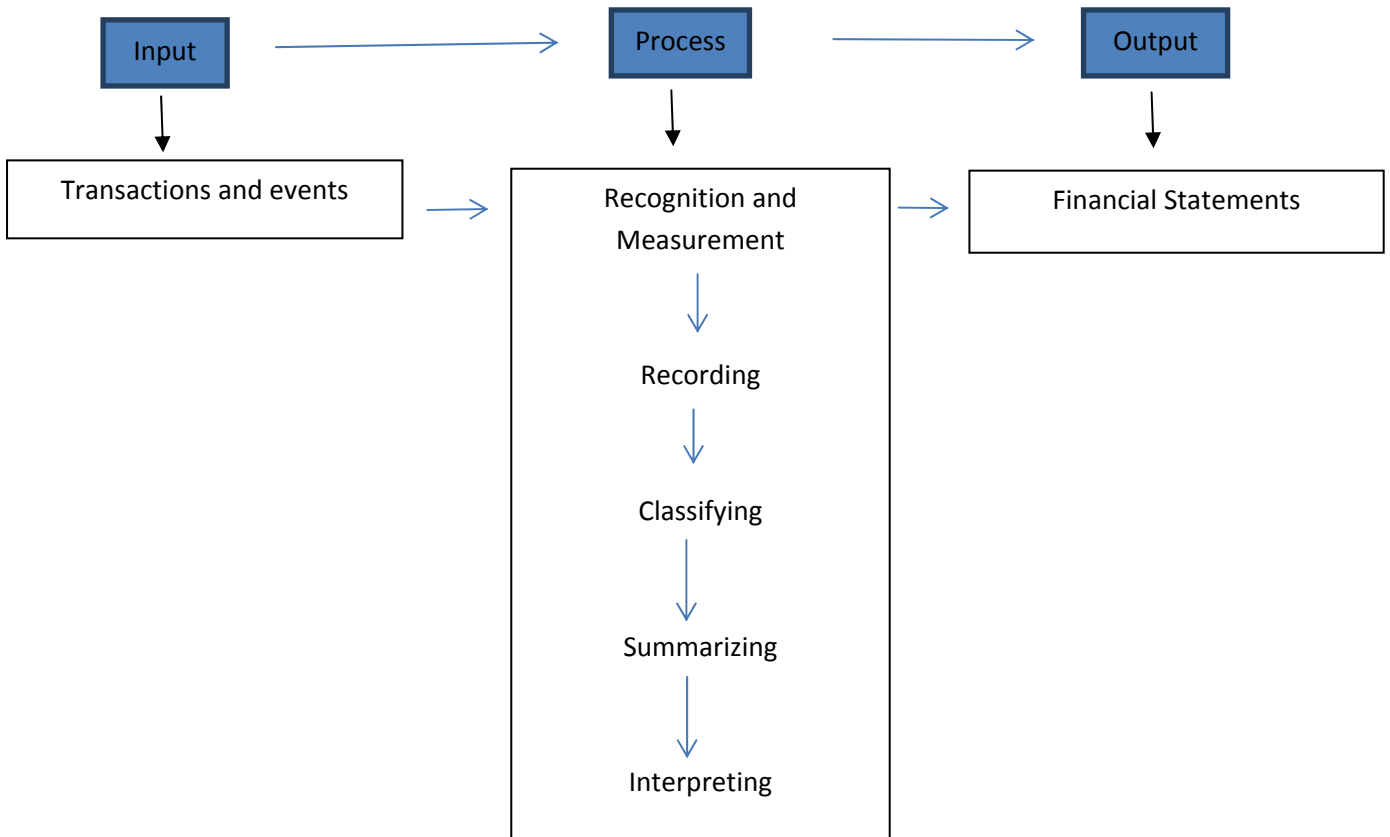 Input
Process
Output
Transactions and events
Recognition and
Measurement
Recording
Classifying
Summarizing
Interpreting
Financial Statements